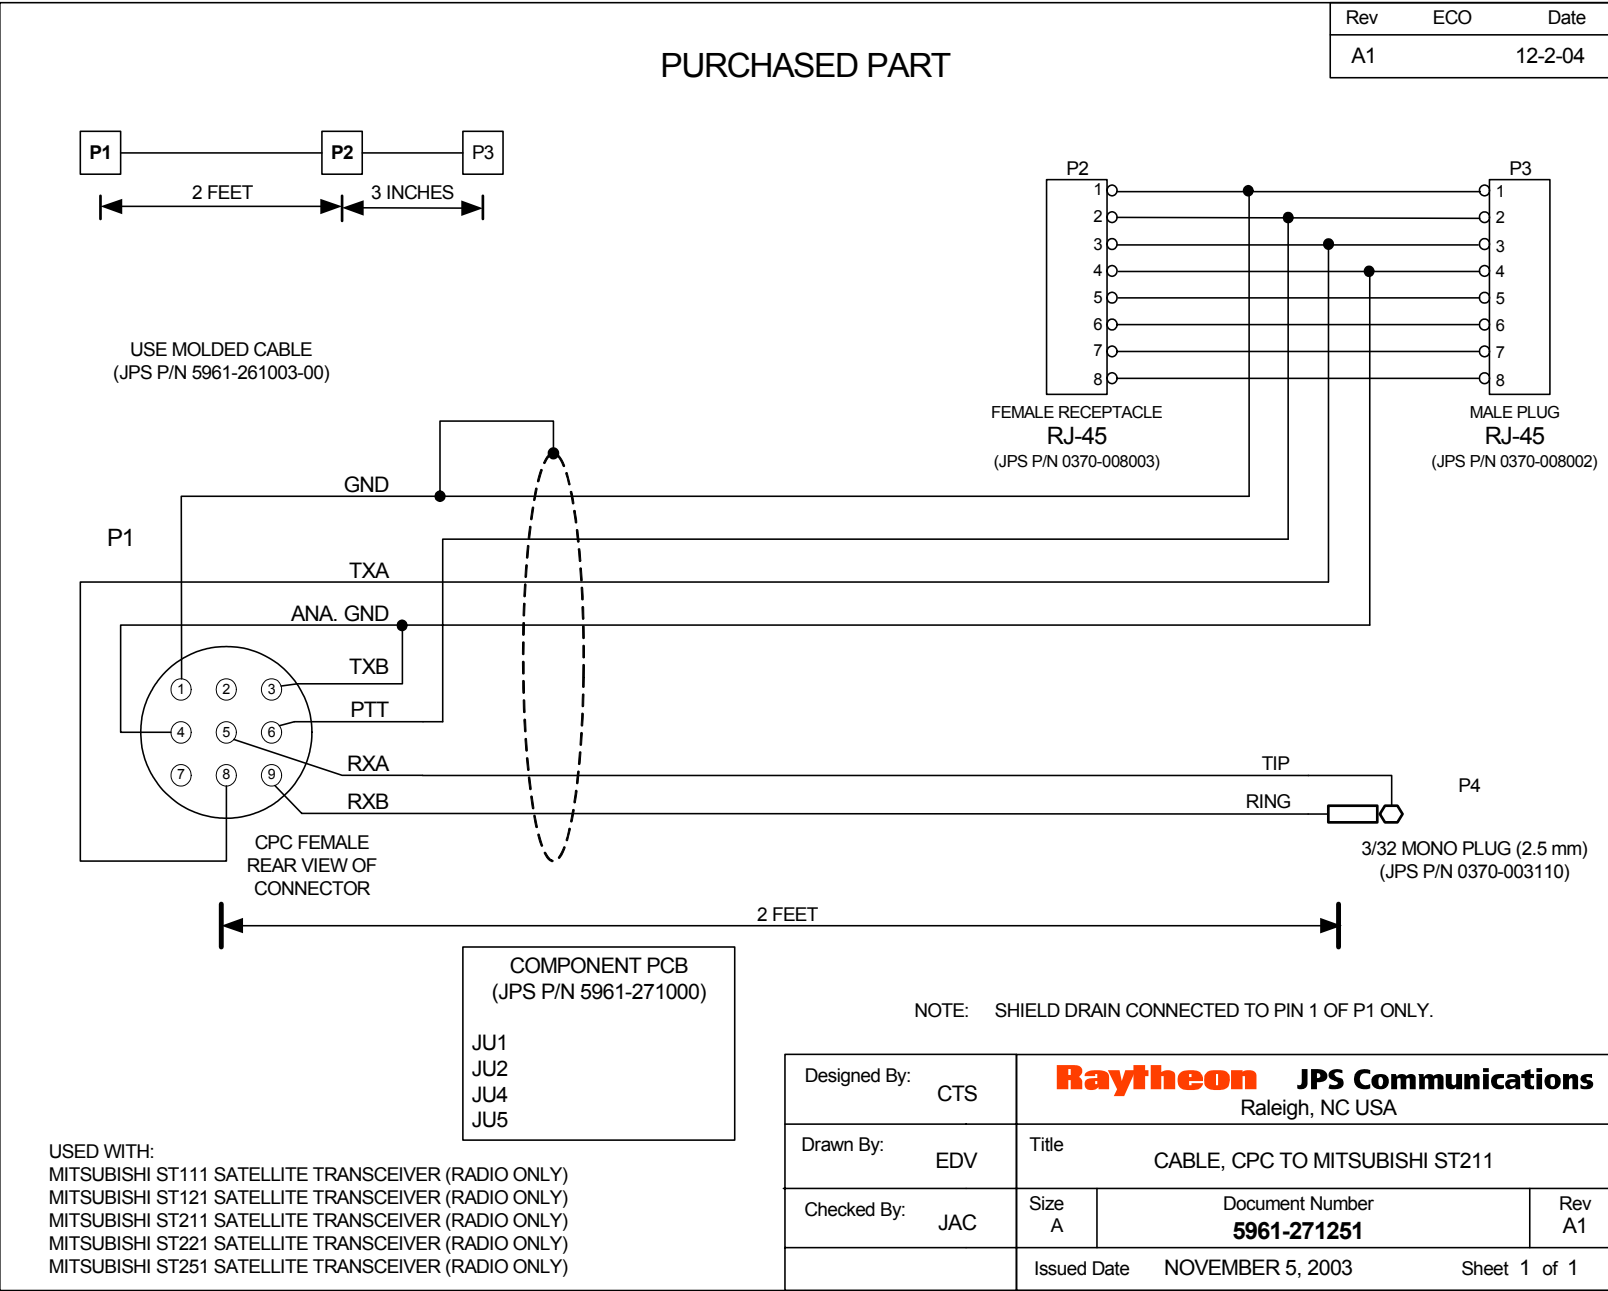 Rev ECO Date
A1 12-2-04
PURCHASED PART
P1 P2 P3
2 FEET 3 INCHES
USE MOLDED CABLE
(JPS P/N 5961-261003-00)
P2 P3
1 1
2 2
3 3
4 4
5 5
6 6
7 7
8 8
FEMALE RECEPTACLE
RJ-45
(JPS P/N 0370-008003)
MALE PLUG
RJ-45
(JPS P/N 0370-008002)
GND
P1
TXA
ANA. GND
TXB
PTT
RXA
RXB
1 2 3
4 5 6
7 8 9
CPC FEMALE
REAR VIEW OF
CONNECTOR
TIP
RING
P4
3/32 MONO PLUG (2.5 mm)
(JPS P/N 0370-003110)
2 FEET
COMPONENT PCB
(JPS P/N 5961-271000)
JU1
JU2
JU4
JU5
NOTE: SHIELD DRAIN CONNECTED TO PIN 1 OF P1 ONLY.
USED WITH:
MITSUBISHI ST111 SATELLITE TRANSCEIVER (RADIO ONLY)
MITSUBISHI ST121 SATELLITE TRANSCEIVER (RADIO ONLY)
MITSUBISHI ST211 SATELLITE TRANSCEIVER (RADIO ONLY)
MITSUBISHI ST221 SATELLITE TRANSCEIVER (RADIO ONLY)
MITSUBISHI ST251 SATELLITE TRANSCEIVER (RADIO ONLY)
Designed By: CTS
Raytheon JPS Communications
Raleigh, NC USA
Drawn By: EDV
Title
CABLE, CPC TO MITSUBISHI ST211
Checked By: JAC
Size
A
Document Number
5961-271251
Rev
A1
Issued Date NOVEMBER 5, 2003 Sheet 1 of 1